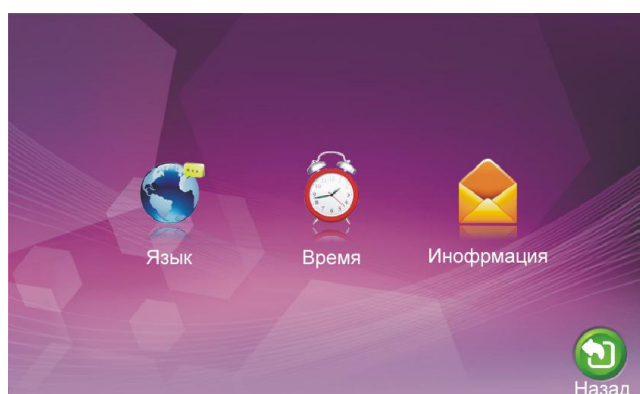 Язык
Время
Инофрмация
Назад